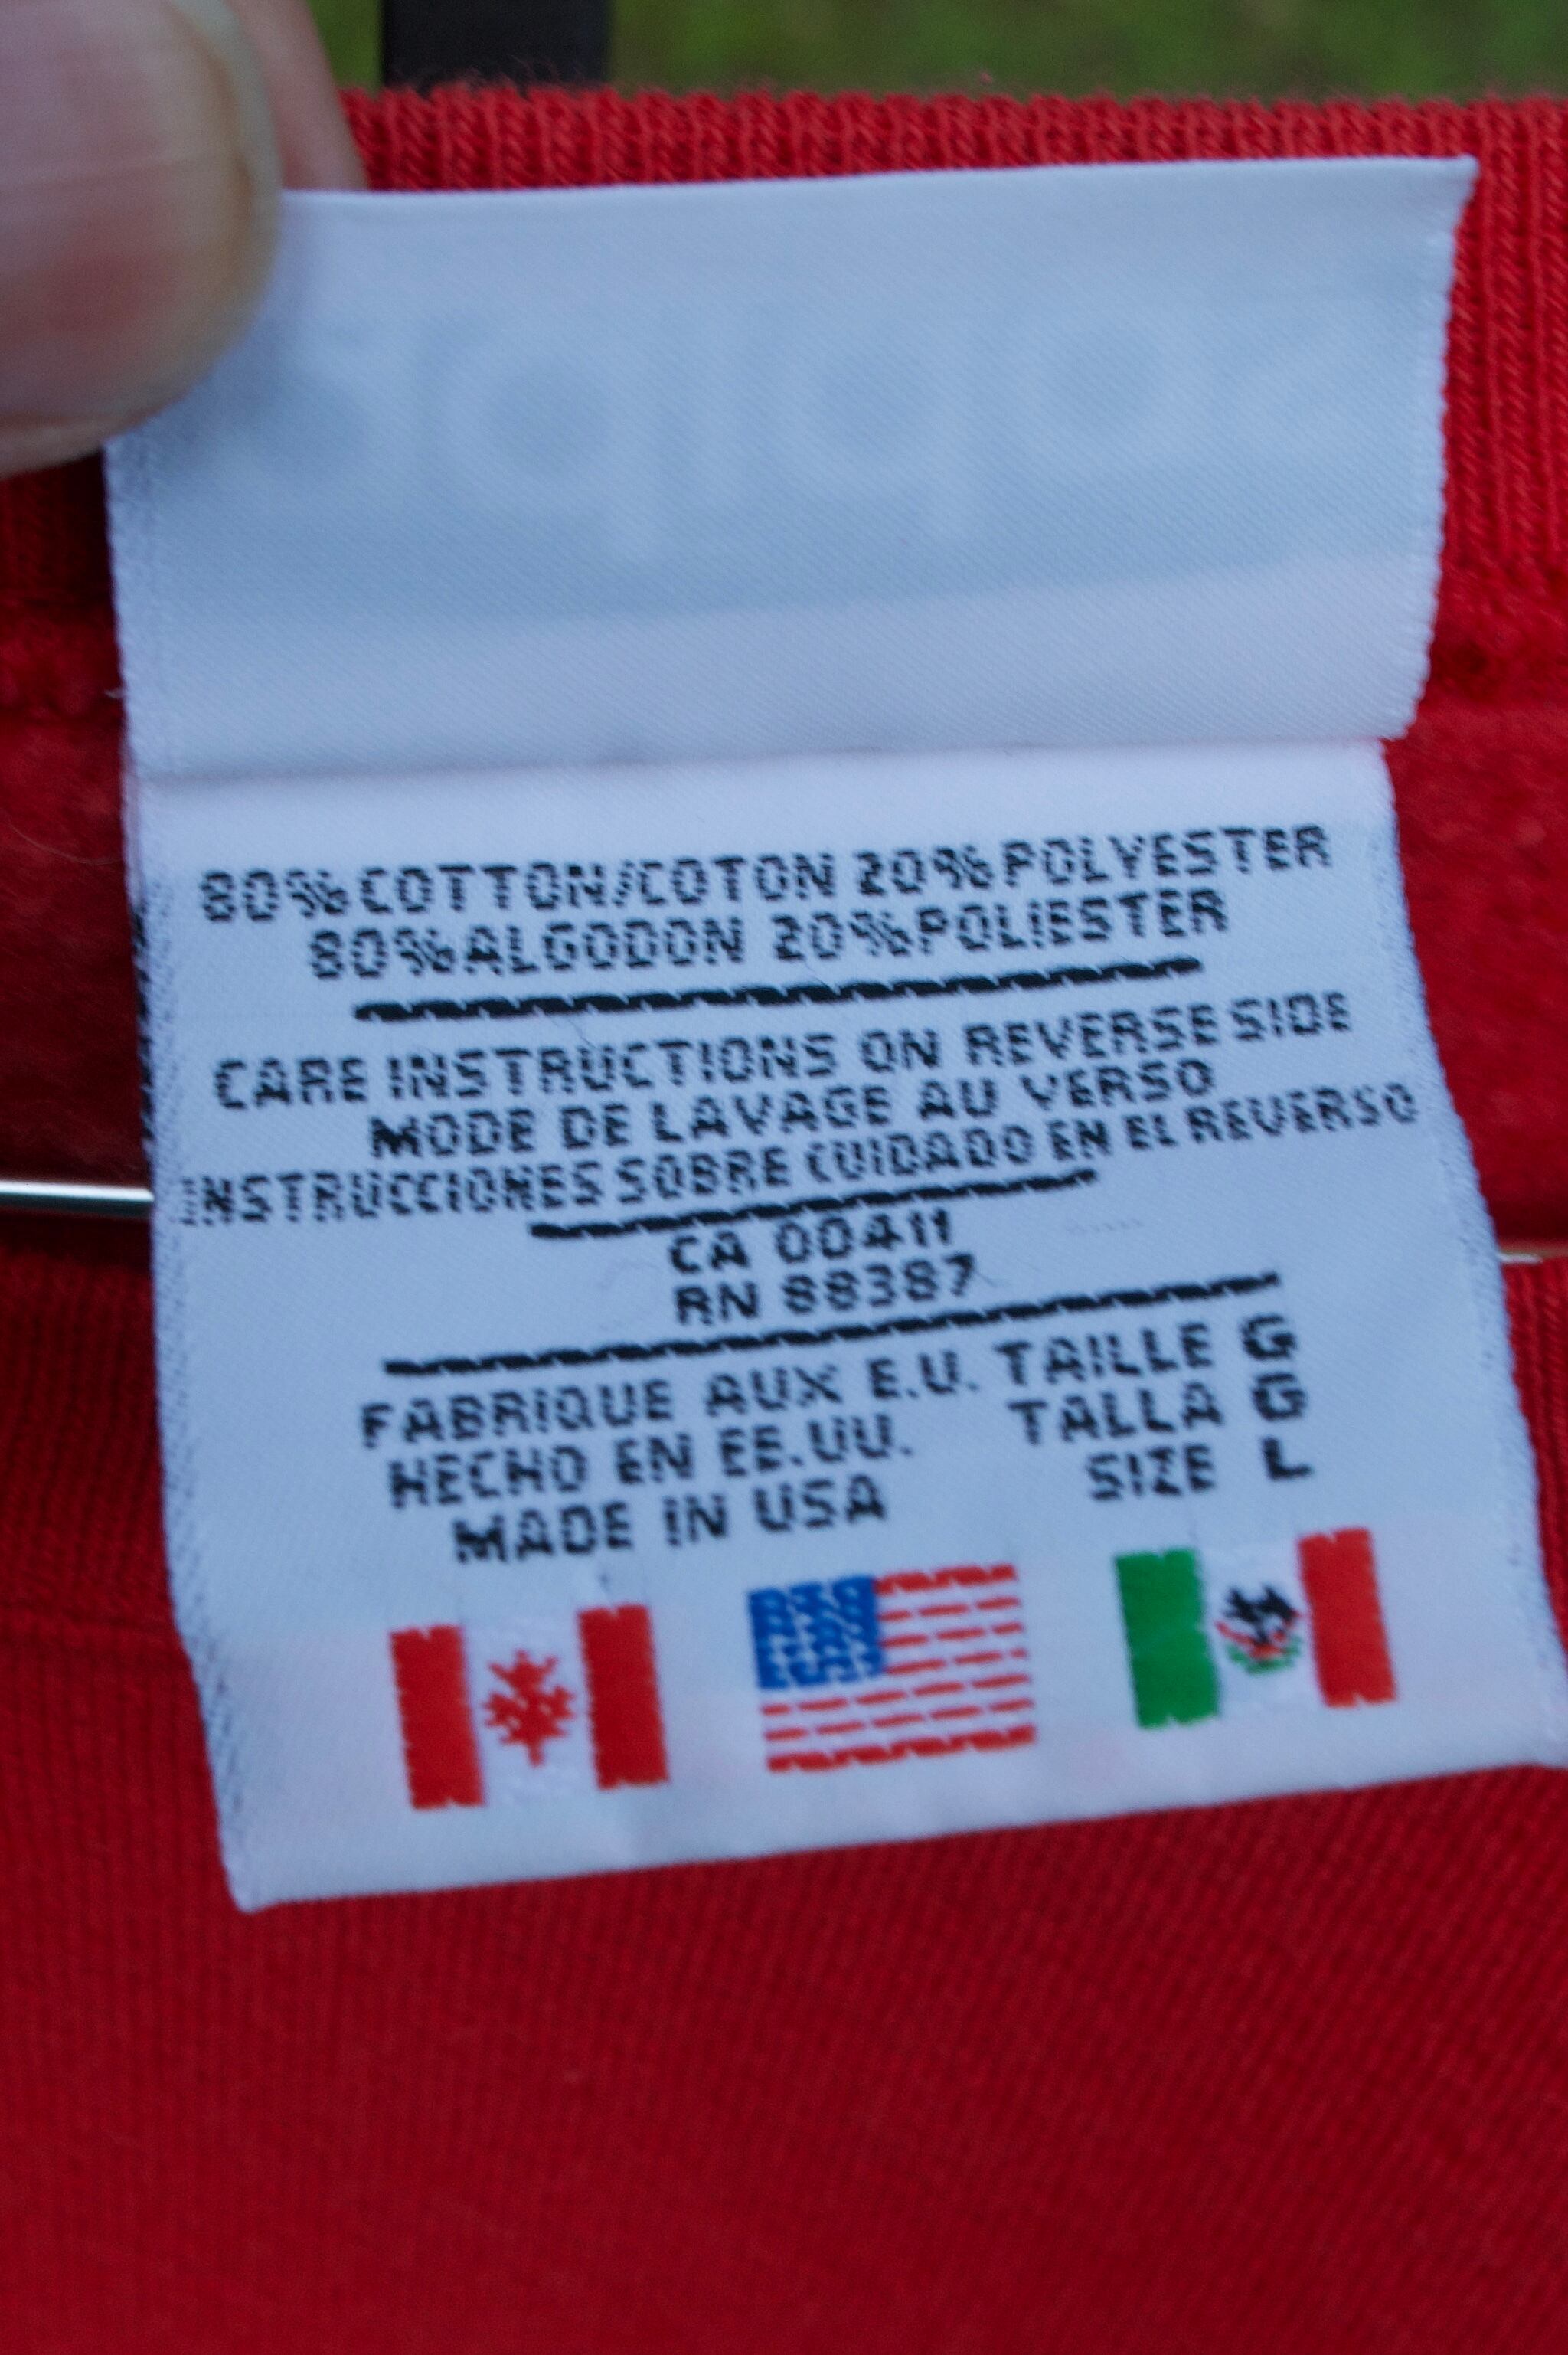 80% COTTON/COTON 20% POLYESTER
80% ALGODON 20% POLIESTER
CARE INSTRUCTIONS ON REVERSE SIDE
MODE DE LAVAGE AU VERSO
INSTRUCCIONES SOBRE CUIDADO EN EL REVERSO
CA 00411
RN 88387
FABRIQUE AUX E.U. TAILLE G
HECHO EN EE.UU. TALLA G
MADE IN USA SIZE L